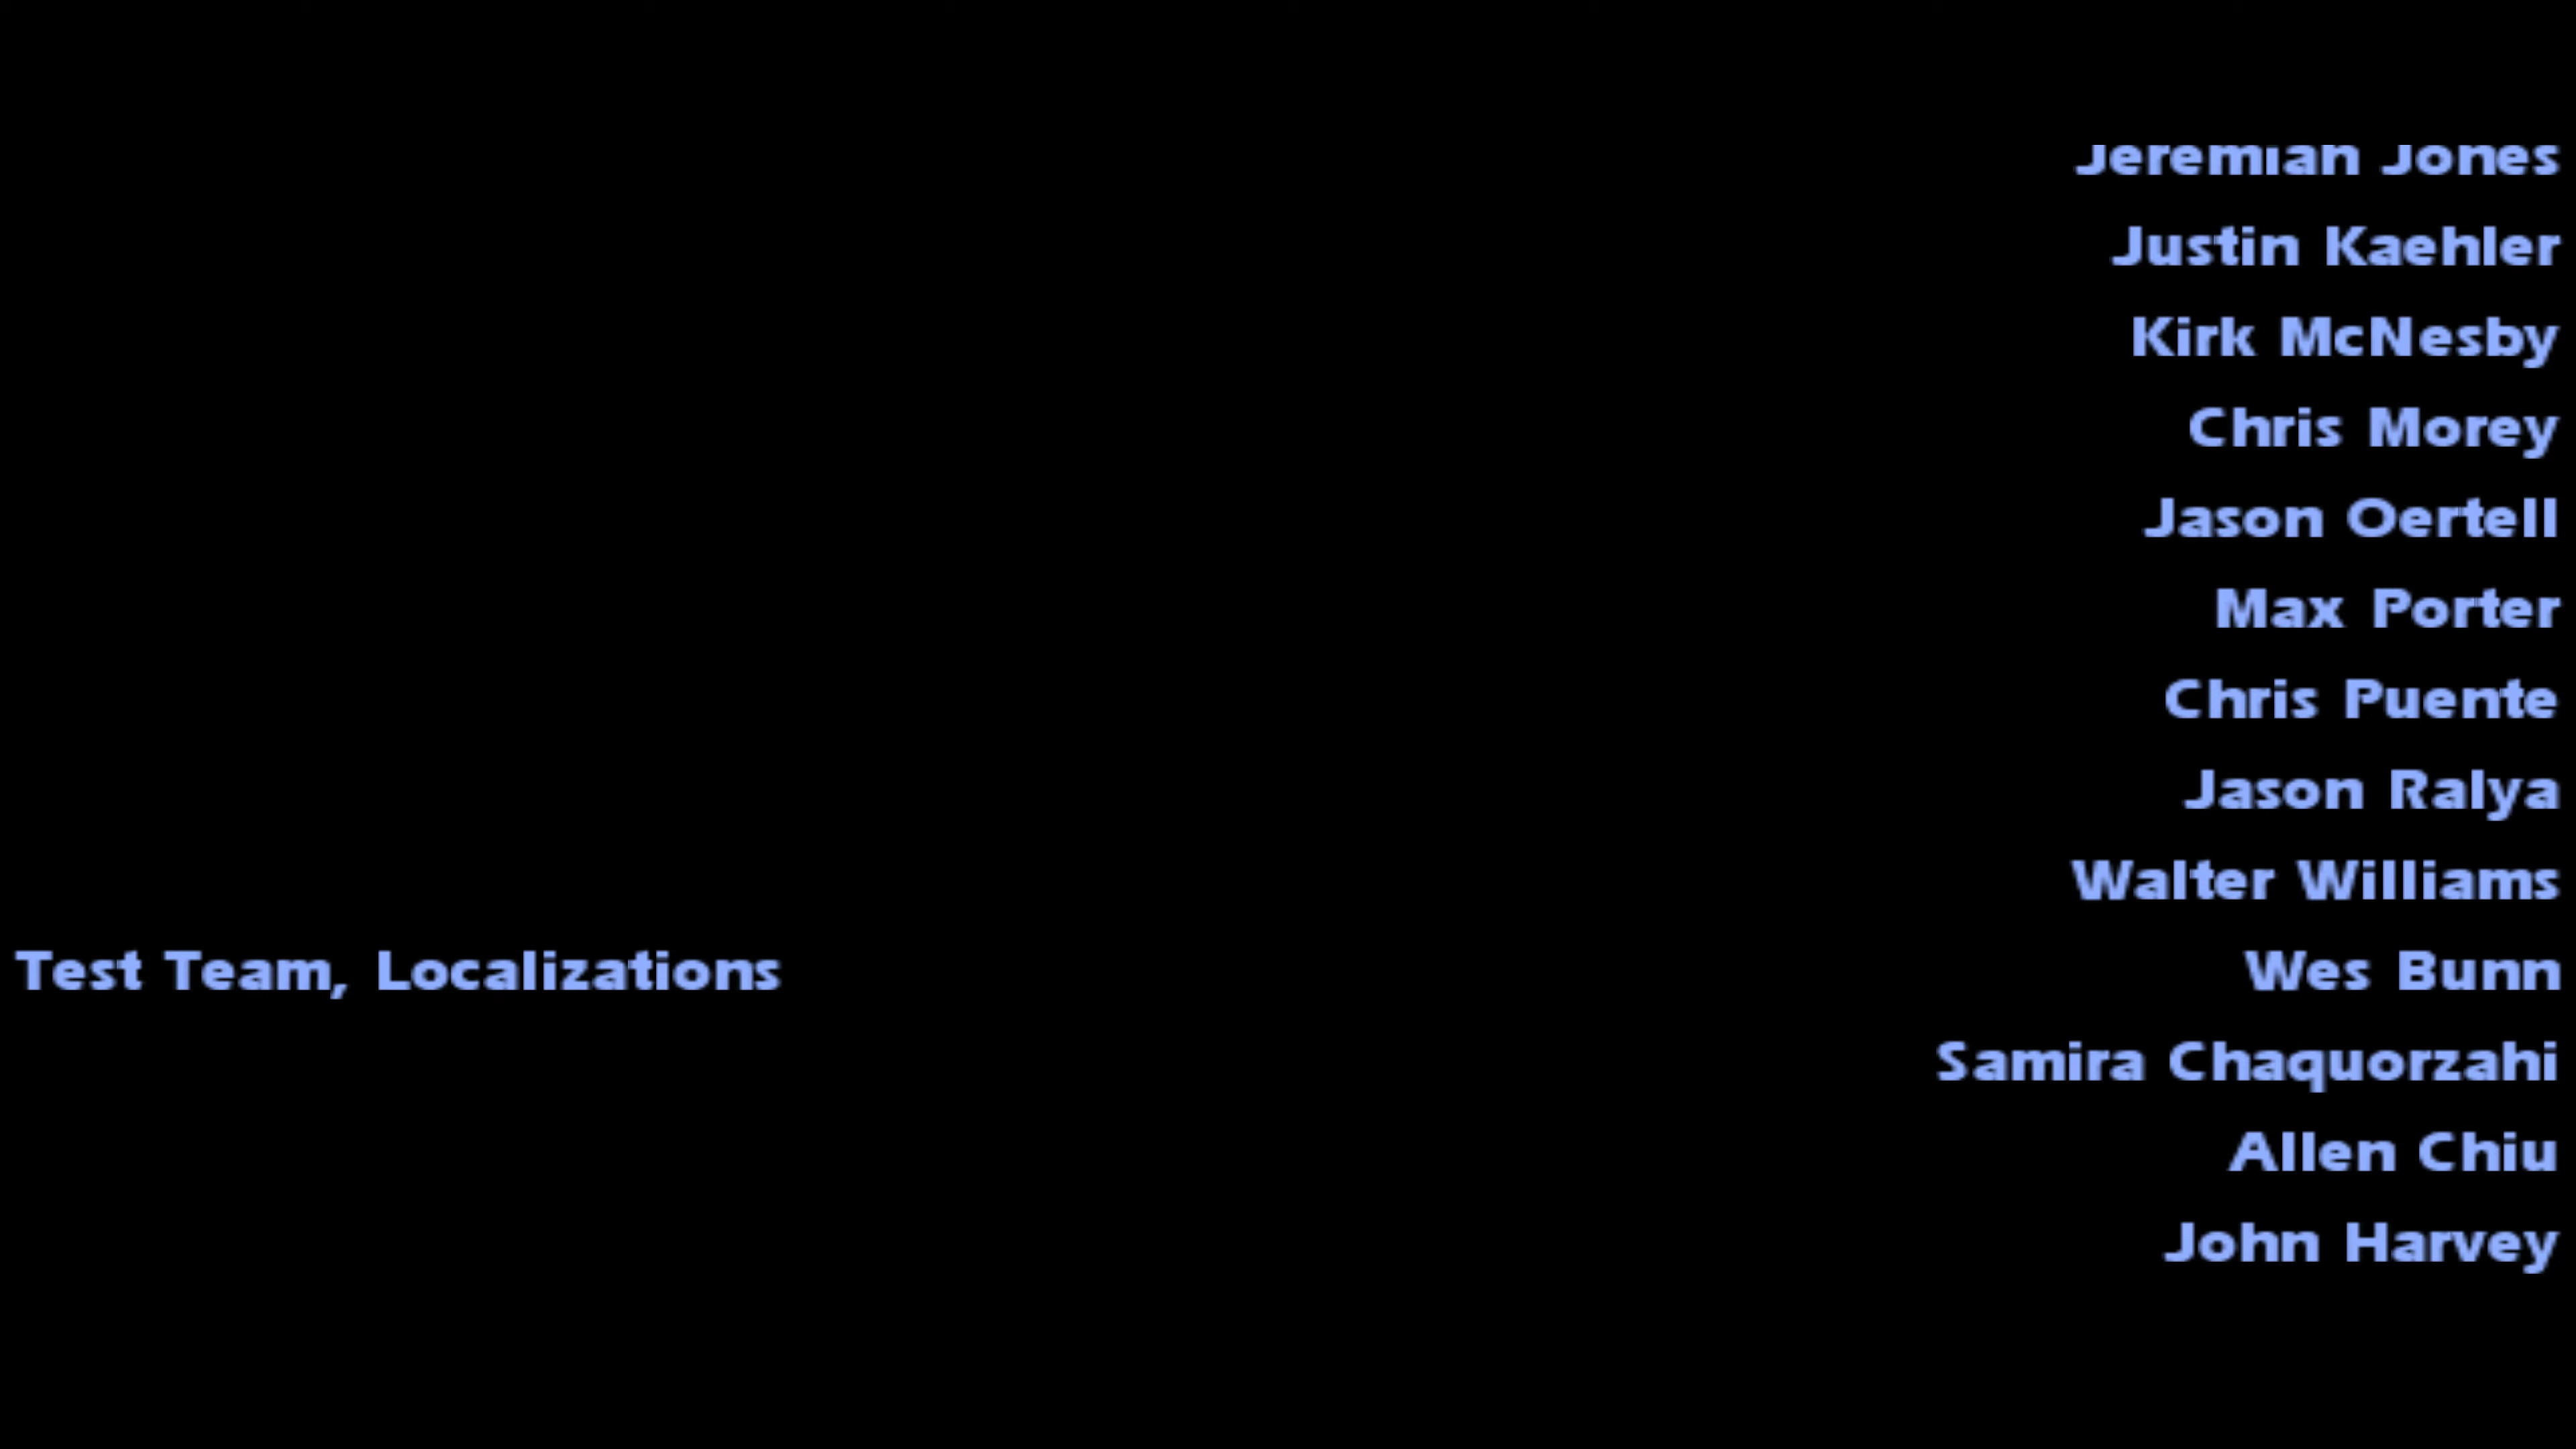 Jeremiah Jones
Justin Kaehler
Kirk McNesby
Chris Morey
Jason Oertell
Max Porter
Chris Puente
Jason Ralya
Walter Williams
Test Team, Localizations Wes Bunn
Samira Chaquorzahi
Allen Chiu
John Harvey